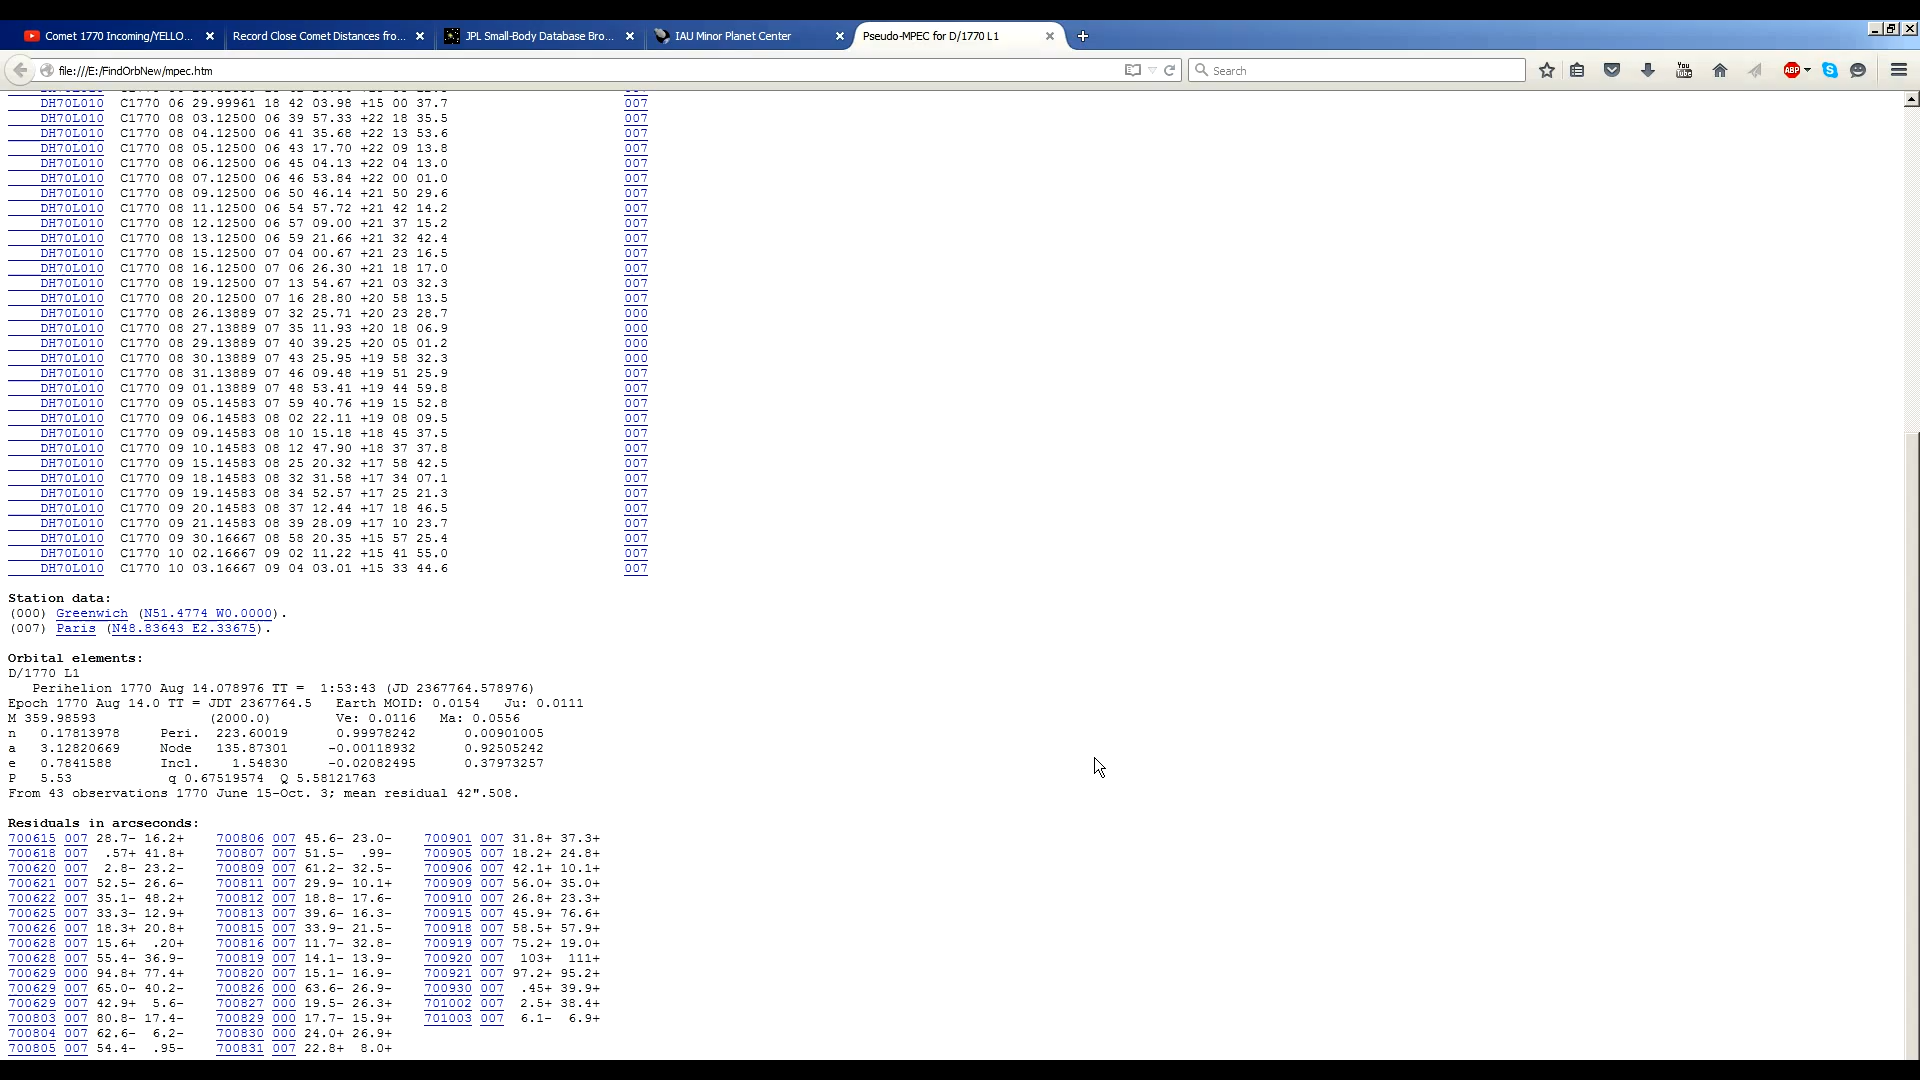 Comet 1770 Incoming/YELLO...
Record Close Comet Distances fro...
JPL Small-Body Database Bro...
IAU Minor Planet Center
Pseudo-MPEC for D/1770 L1
file:///E:/FindOrbNew/mpec.htm
Search
You Tube
ABP
DH70L010 C1770 06 29.99961 18 42 03.98 +15 00 37.7 007
DH70L010 C1770 08 03.12500 06 39 57.33 +22 18 35.5 007
DH70L010 C1770 08 04.12500 06 41 35.68 +22 13 53.6 007
DH70L010 C1770 08 05.12500 06 43 17.70 +22 09 13.8 007
DH70L010 C1770 08 06.12500 06 45 04.13 +22 04 13.0 007
DH70L010 C1770 08 07.12500 06 46 53.84 +22 00 01.0 007
DH70L010 C1770 08 09.12500 06 50 46.14 +21 50 29.6 007
DH70L010 C1770 08 11.12500 06 54 57.72 +21 42 14.2 007
DH70L010 C1770 08 12.12500 06 57 09.00 +21 37 15.2 007
DH70L010 C1770 08 13.12500 06 59 21.66 +21 32 42.4 007
DH70L010 C1770 08 15.12500 07 04 00.67 +21 23 16.5 007
DH70L010 C1770 08 16.12500 07 06 26.30 +21 18 17.0 007
DH70L010 C1770 08 19.12500 07 13 54.67 +21 03 32.3 007
DH70L010 C1770 08 20.12500 07 16 28.80 +20 58 13.5 007
DH70L010 C1770 08 26.13889 07 32 25.71 +20 23 28.7 000
DH70L010 C1770 08 27.13889 07 35 11.93 +20 18 06.9 000
DH70L010 C1770 08 29.13889 07 40 39.25 +20 05 01.2 000
DH70L010 C1770 08 30.13889 07 43 25.95 +19 58 32.3 000
DH70L010 C1770 08 31.13889 07 46 09.48 +19 51 25.9 007
DH70L010 C1770 09 01.13889 07 48 53.41 +19 44 59.8 007
DH70L010 C1770 09 05.14583 07 59 40.76 +19 15 52.8 007
DH70L010 C1770 09 06.14583 08 02 22.11 +19 08 09.5 007
DH70L010 C1770 09 09.14583 08 10 15.18 +18 45 37.5 007
DH70L010 C1770 09 10.14583 08 12 47.90 +18 37 37.8 007
DH70L010 C1770 09 15.14583 08 25 20.32 +17 58 42.5 007
DH70L010 C1770 09 18.14583 08 32 31.58 +17 34 07.1 007
DH70L010 C1770 09 19.14583 08 34 52.57 +17 25 21.3 007
DH70L010 C1770 09 20.14583 08 37 12.44 +17 18 46.5 007
DH70L010 C1770 09 21.14583 08 39 28.09 +17 10 23.7 007
DH70L010 C1770 09 30.16667 08 58 20.35 +15 57 25.4 007
DH70L010 C1770 10 02.16667 09 02 11.22 +15 41 55.0 007
DH70L010 C1770 10 03.16667 09 04 03.01 +15 33 44.6 007
Station data:
(000) Greenwich (N51.4774 W0.0000).
(007) Paris (N48.83643 E2.33675).
Orbital elements:
D/1770 L1
Perihelion 1770 Aug 14.078976 TT = 1:53:43 (JD 2367764.578976)
Epoch 1770 Aug 14.0 TT = JDT 2367764.5 Earth MOID: 0.0154 Ju: 0.0111
M 359.98593 (2000.0) Ve: 0.0116 Ma: 0.0556
n 0.17813978 Peri. 223.60019 0.99978242 0.00901005
a 3.12820669 Node 135.87301 -0.00118932 0.92505242
e 0.7841588 Incl. 1.54830 -0.02082495 0.37973257
P 5.53 q 0.67519574 Q 5.58121763
From 43 observations 1770 June 15-Oct. 3; mean residual 42".508.
Residuals in arcseconds:
700615 007 28.7- 16.2+ 700806 007 45.6- 23.0- 700901 007 31.8+ 37.3+
700618 007 .57+ 41.8+ 700807 007 51.5- .99- 700905 007 18.2+ 24.8+
700620 007 2.8- 23.2- 700809 007 61.2- 32.5- 700906 007 42.1+ 10.1+
700621 007 52.5- 26.6- 700811 007 29.9- 10.1+ 700909 007 56.0+ 35.0+
700622 007 35.1- 48.2+ 700812 007 18.8- 17.6- 700910 007 26.8+ 23.3+
700625 007 33.3- 12.9+ 700813 007 39.6- 16.3- 700915 007 45.9+ 76.6+
700626 007 18.3+ 20.8+ 700815 007 33.9- 21.5- 700918 007 58.5+ 57.9+
700628 007 15.6+ .20+ 700816 007 11.7- 32.8- 700919 007 75.2+ 19.0+
700628 007 55.4- 36.9- 700819 007 14.1- 13.9- 700920 007 103+ 111+
700629 000 94.8+ 77.4+ 700820 007 15.1- 16.9- 700921 007 97.2+ 95.2+
700629 007 65.0- 40.2- 700826 000 63.6- 26.9- 700930 007 .45+ 39.9+
700629 007 42.9+ 5.6- 700827 000 19.5- 26.3+ 701002 007 2.5+ 38.4+
700803 007 80.8- 17.4- 700829 000 17.7- 15.9+ 701003 007 6.1- 6.9+
700804 007 62.6- 6.2- 700830 000 24.0+ 26.9+
700805 007 54.4- .95- 700831 007 22.8+ 8.0+